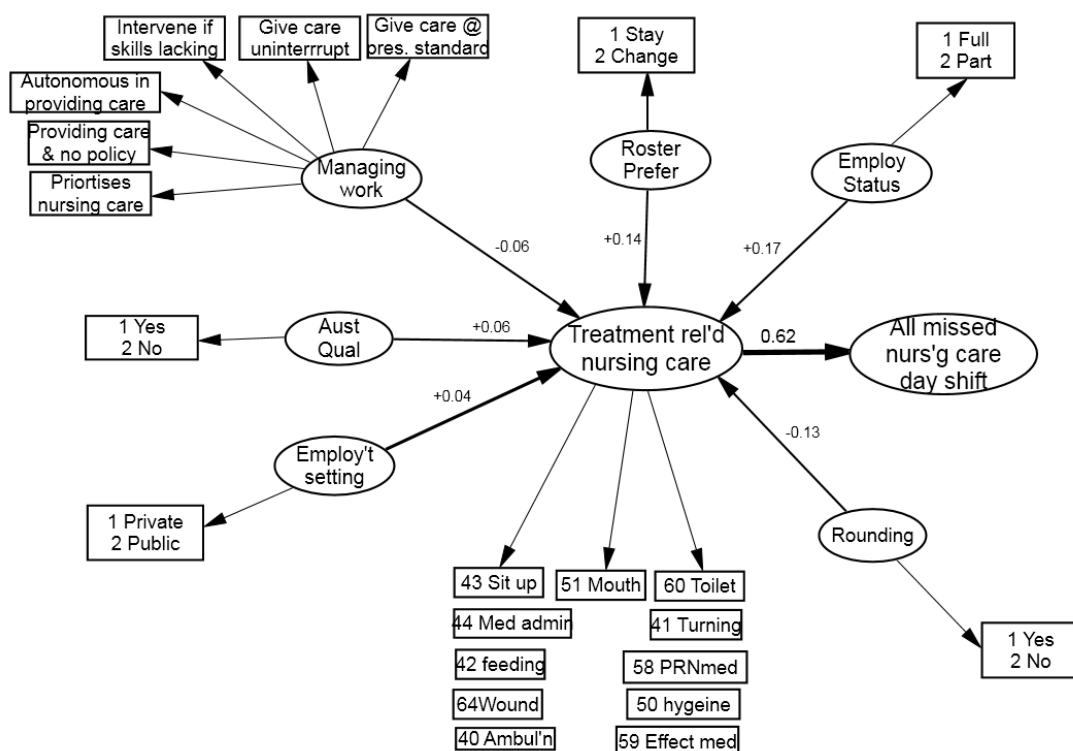 Intervene if
skills lacking
Give care
uninterrrupt
Give care @
pres. standard
1 Stay
2 Change
1 Full
2 Part
Autonomous in
providing care
Providing care
& no policy
Priortises
nursing care
Managing
work
Roster
Prefer
Employ
Status
-0.06
+0.14
+0.17
1 Yes
2 No
Aust
Qual
+0.06
Treatment rel'd
nursing care
0.62
All missed
nurs'g care
day shift
+0.04
-0.13
Employ't
setting
1 Private
2 Public
Rounding
43 Sit up
51 Mouth
60 Toilet
44 Med admin
41 Turning
1 Yes
2 No
42 feeding
58 PRNmed
64Wound
50 hygeine
40 Ambul'n
59 Effect med